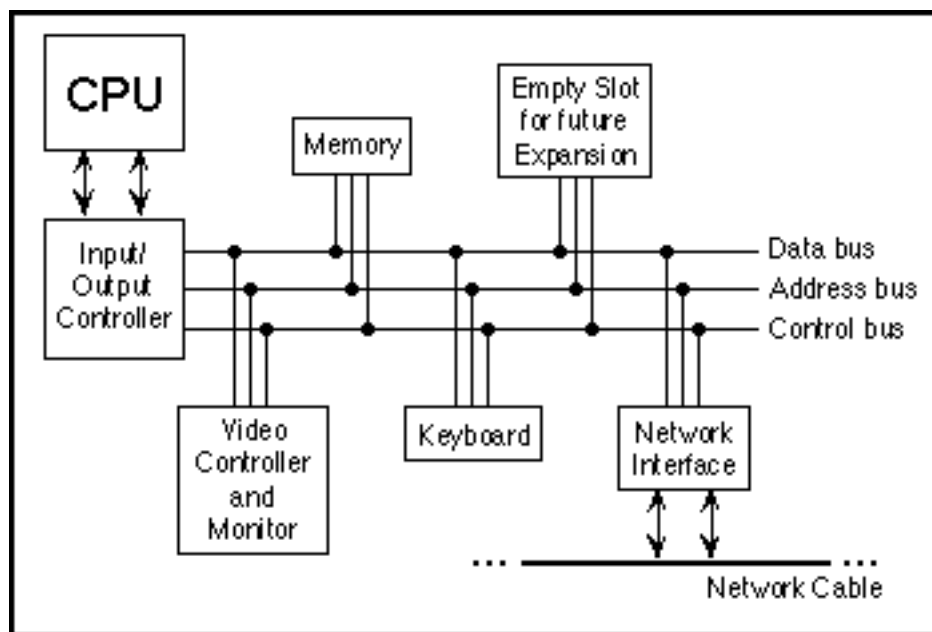 CPU
Empty Slot
for future
Expansion
Memory
Input/
Output
Controller
Data bus
Address bus
Control bus
Video
Controller
and
Monitor
Keyboard
Network
Interface
Network Cable